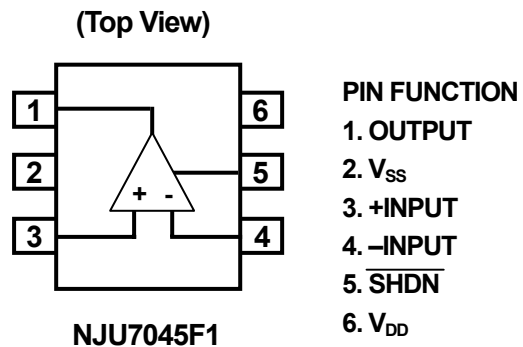 (Top View)
1
6
2
5
3
4
+ -
NJU7045F1
PIN FUNCTION
1. OUTPUT
2. VSS
3. +INPUT
4. –INPUT
5. S̅H̅D̅N̅
6. VDD